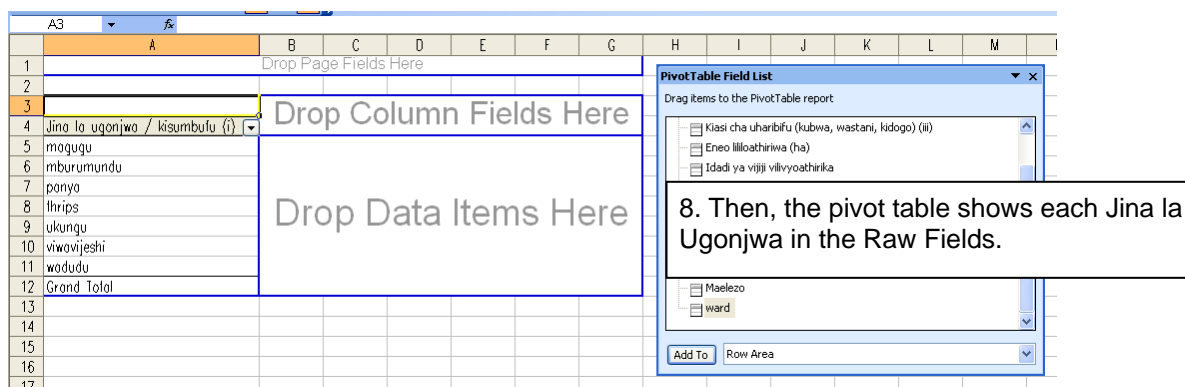 A3 fx
A B C D E F G H I J K L M
1 Drop Page Fields Here
2
3 Drop Column Fields Here
4 Jina la ugonjwa / kisumbufu {i}
5 magugu
6 mburumundu
7 panya
8 thrips
9 ukungu
10 viwavijeshi
11 wadudu
12 Grand Total
13
14
15
16
17
Drop Data Items Here
PivotTable Field List
Drag items to the PivotTable report
Kiasi cha uharibifu (kubwa, wastani, kidogo) (iii)
Eneo lililoathiriwa (ha)
Idadi ya vijiji vilivyoathirika
8. Then, the pivot table shows each Jina la
Ugonjwa in the Raw Fields.
Maelezo
ward
Add To Row Area